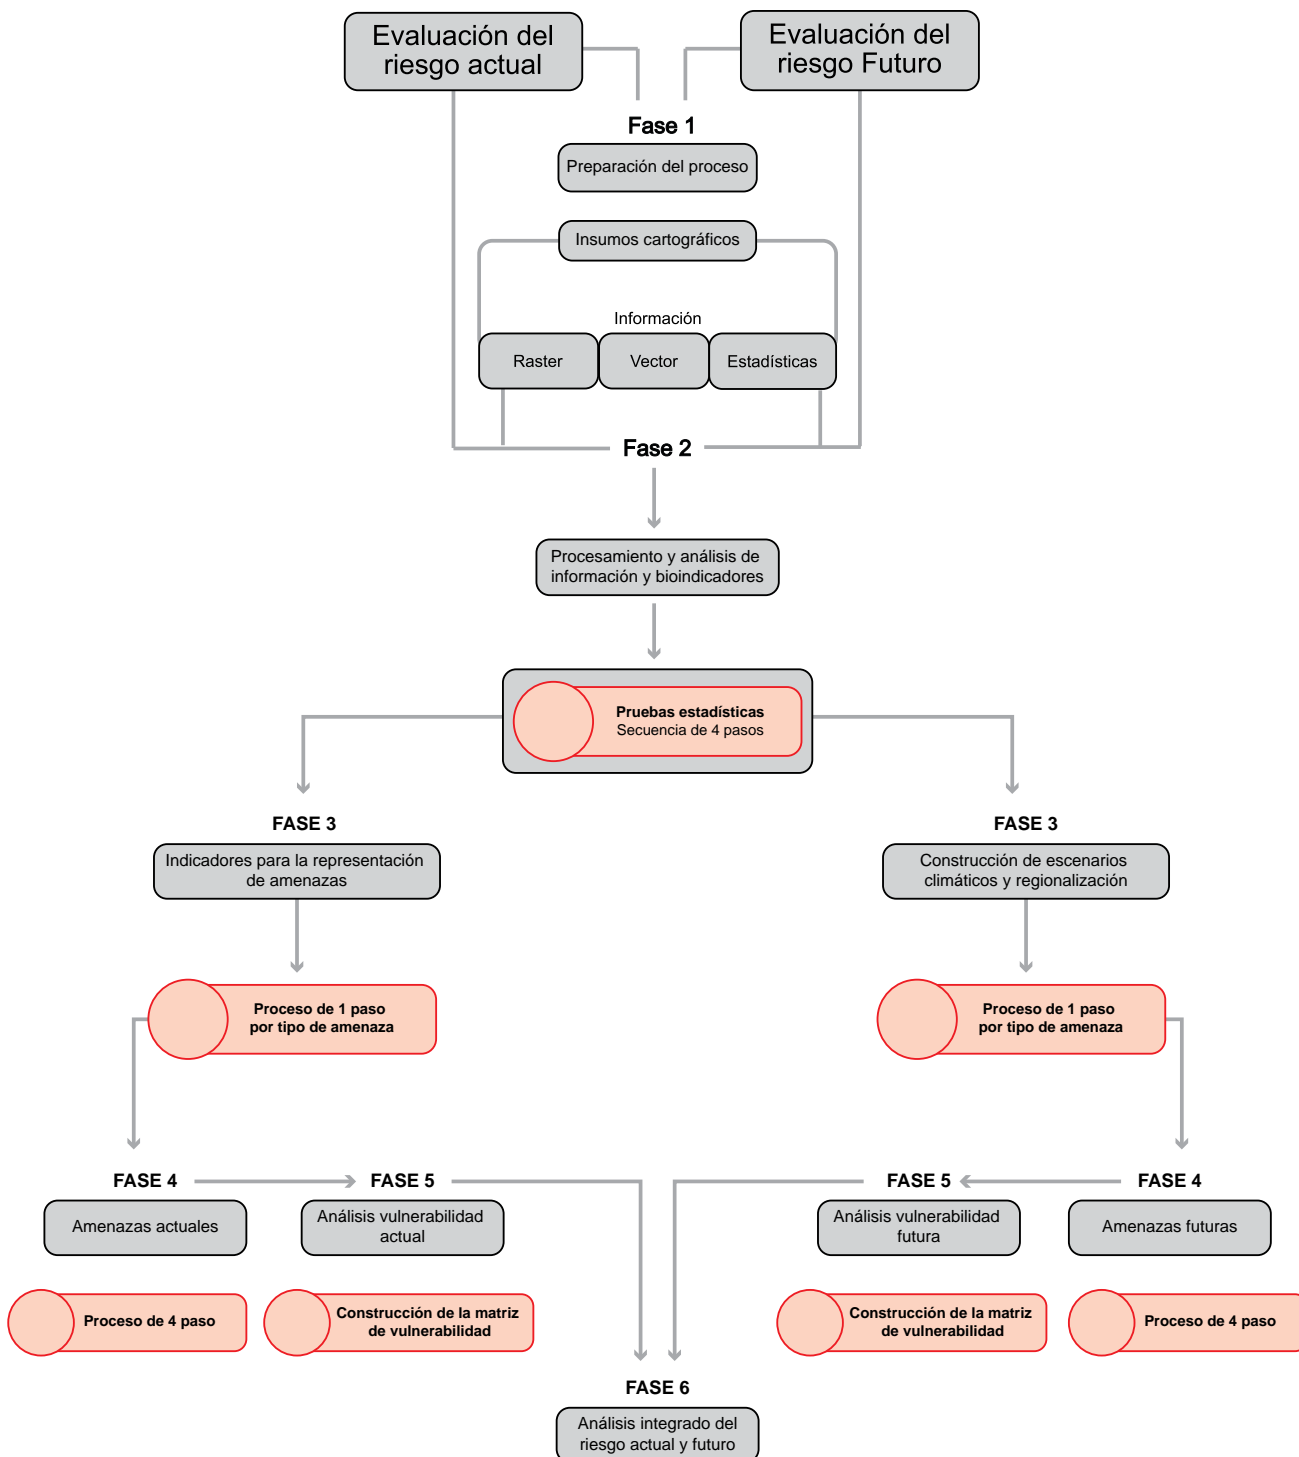 Evaluación del
riesgo actual
Evaluación del
riesgo Futuro
Fase 1
Preparación del proceso
Insumos cartográficos
Información
Raster
Vector
Estadísticas
Fase 2
Procesamiento y análisis de
información y bioindicadores
Pruebas estadísticas
Secuencia de 4 pasos
FASE 3
Indicadores para la representación
de amenazas
FASE 3
Construcción de escenarios
climáticos y regionalización
Proceso de 1 paso
por tipo de amenaza
Proceso de 1 paso
por tipo de amenaza
FASE 4
Amenazas actuales
FASE 5
Análisis vulnerabilidad
actual
FASE 5
Análisis vulnerabilidad
futura
FASE 4
Amenazas futuras
Proceso de 4 paso
Construcción de la matriz
de vulnerabilidad
Construcción de la matriz
de vulnerabilidad
Proceso de 4 paso
FASE 6
Análisis integrado del
riesgo actual y futuro